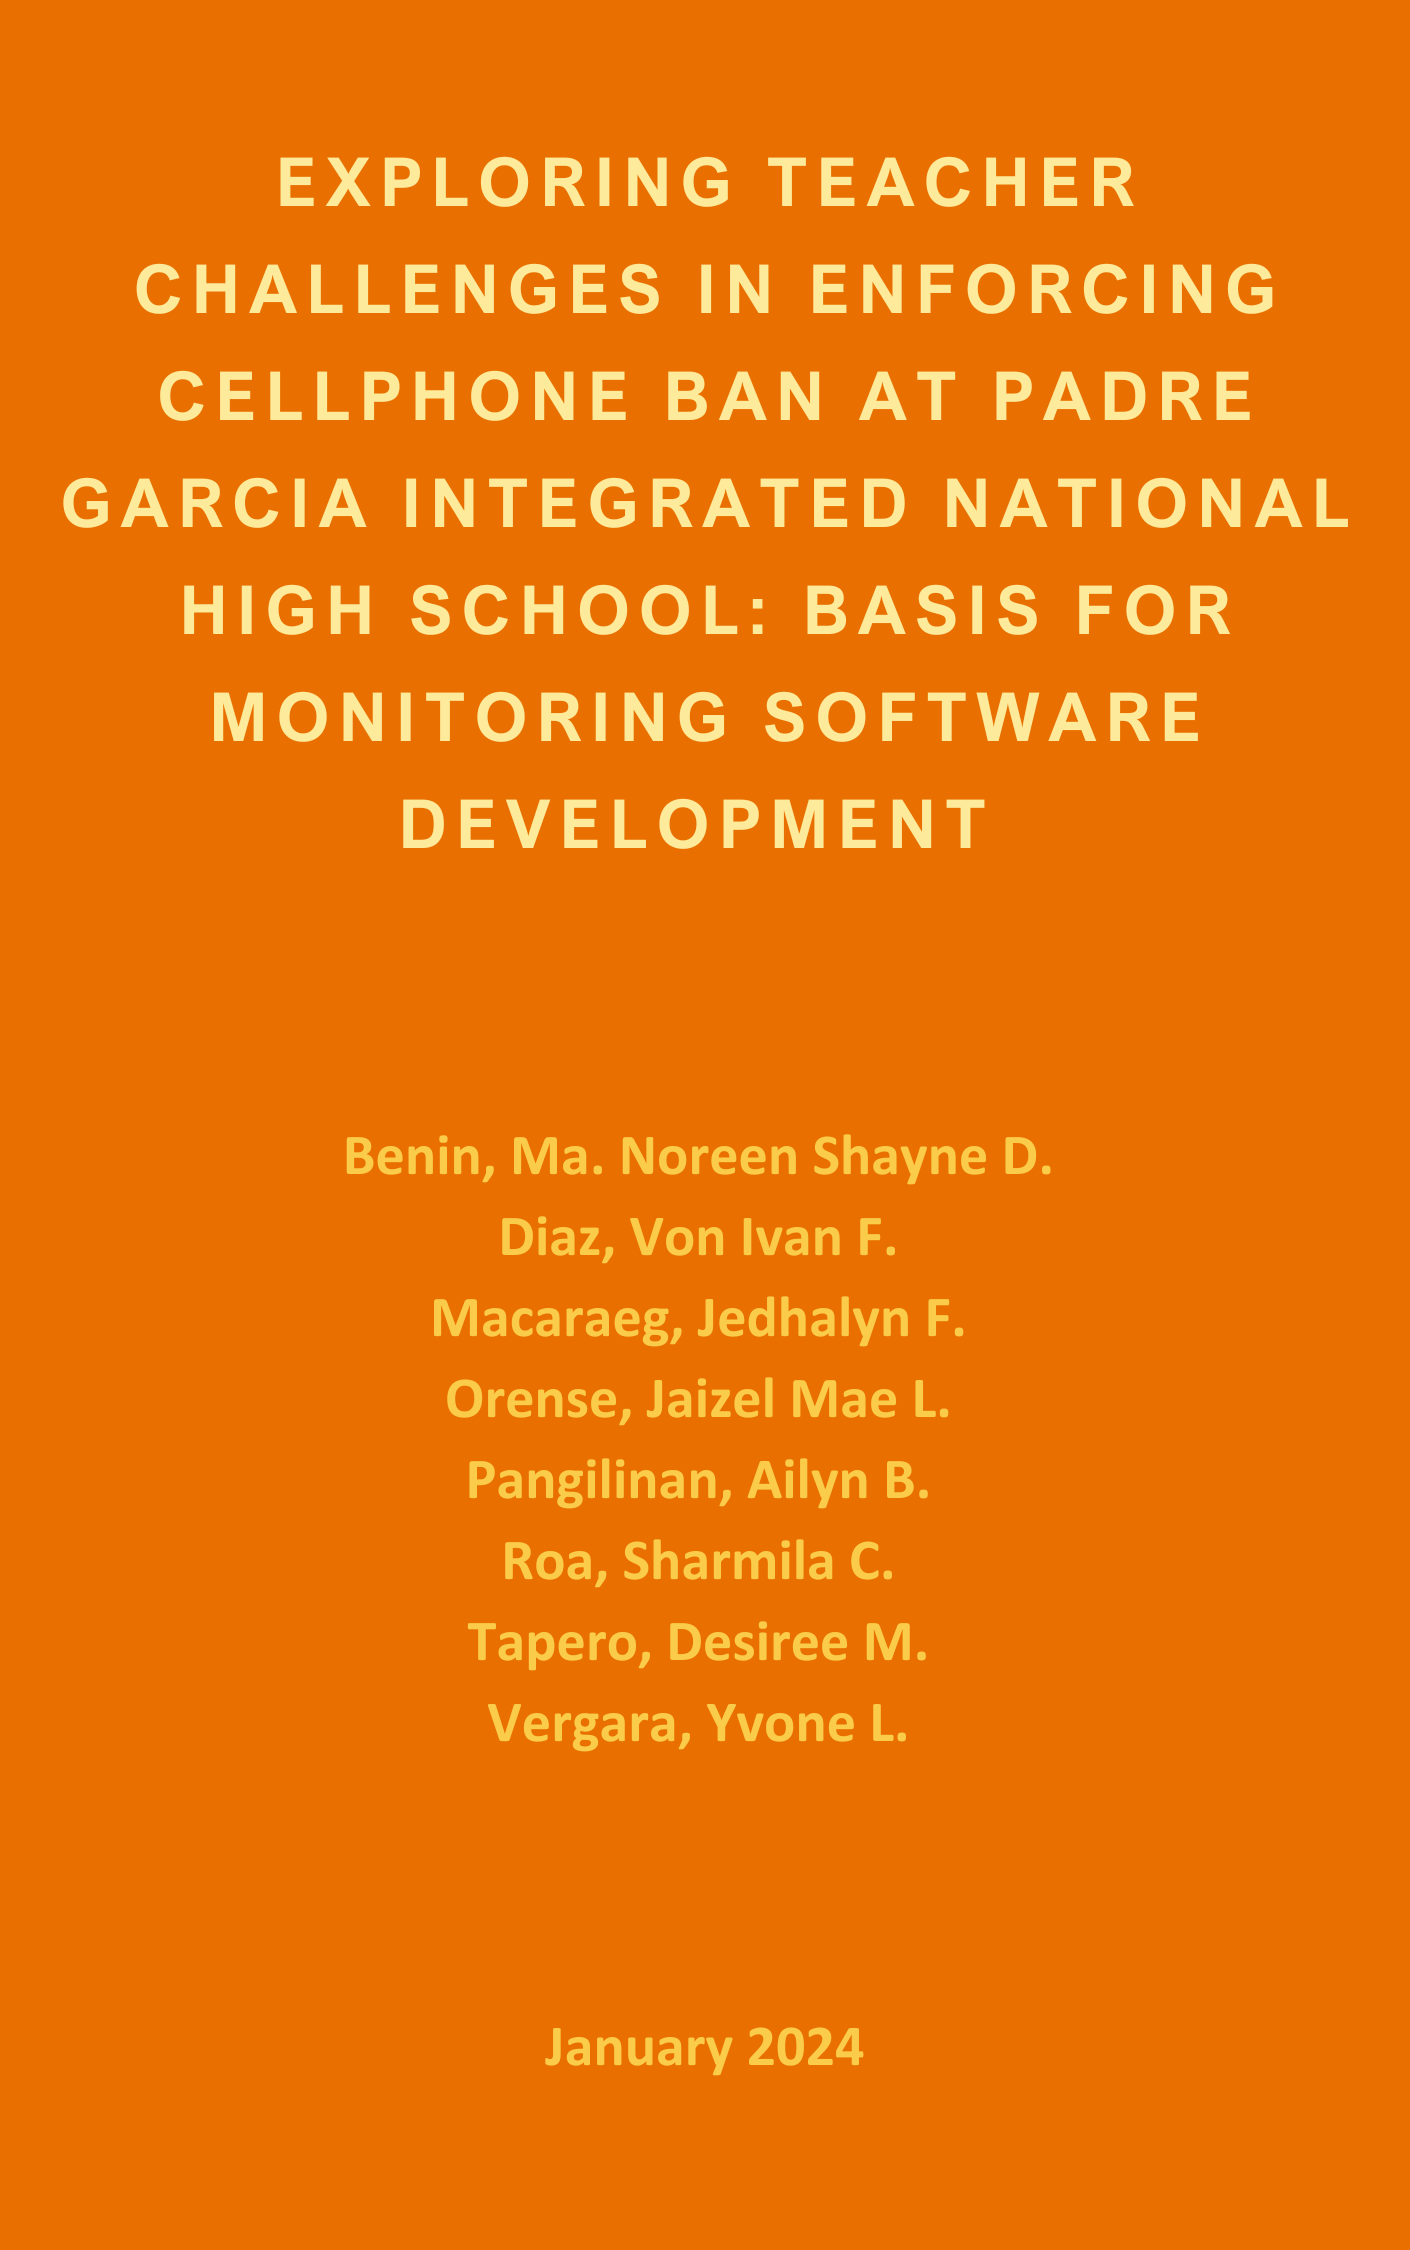 EXPLORING TEACHER
CHALLENGES IN ENFORCING
CELLPHONE BAN AT PADRE
GARCIA INTEGRATED NATIONAL
HIGH SCHOOL: BASIS FOR
MONITORING SOFTWARE
DEVELOPMENT
Benin, Ma. Noreen Shayne D.
Diaz, Von Ivan F.
Macaraeg, Jedhalyn F.
Orense, Jaizel Mae L.
Pangilinan, Ailyn B.
Roa, Sharmila C.
Tapero, Desiree M.
Vergara, Yvone L.
January 2024